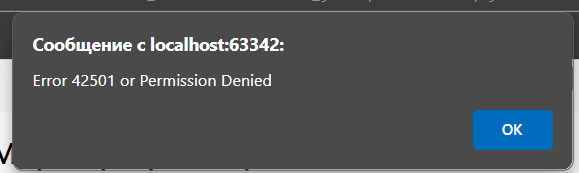 Сообщение с localhost:63342:
Error 42501 or Permission Denied
OK